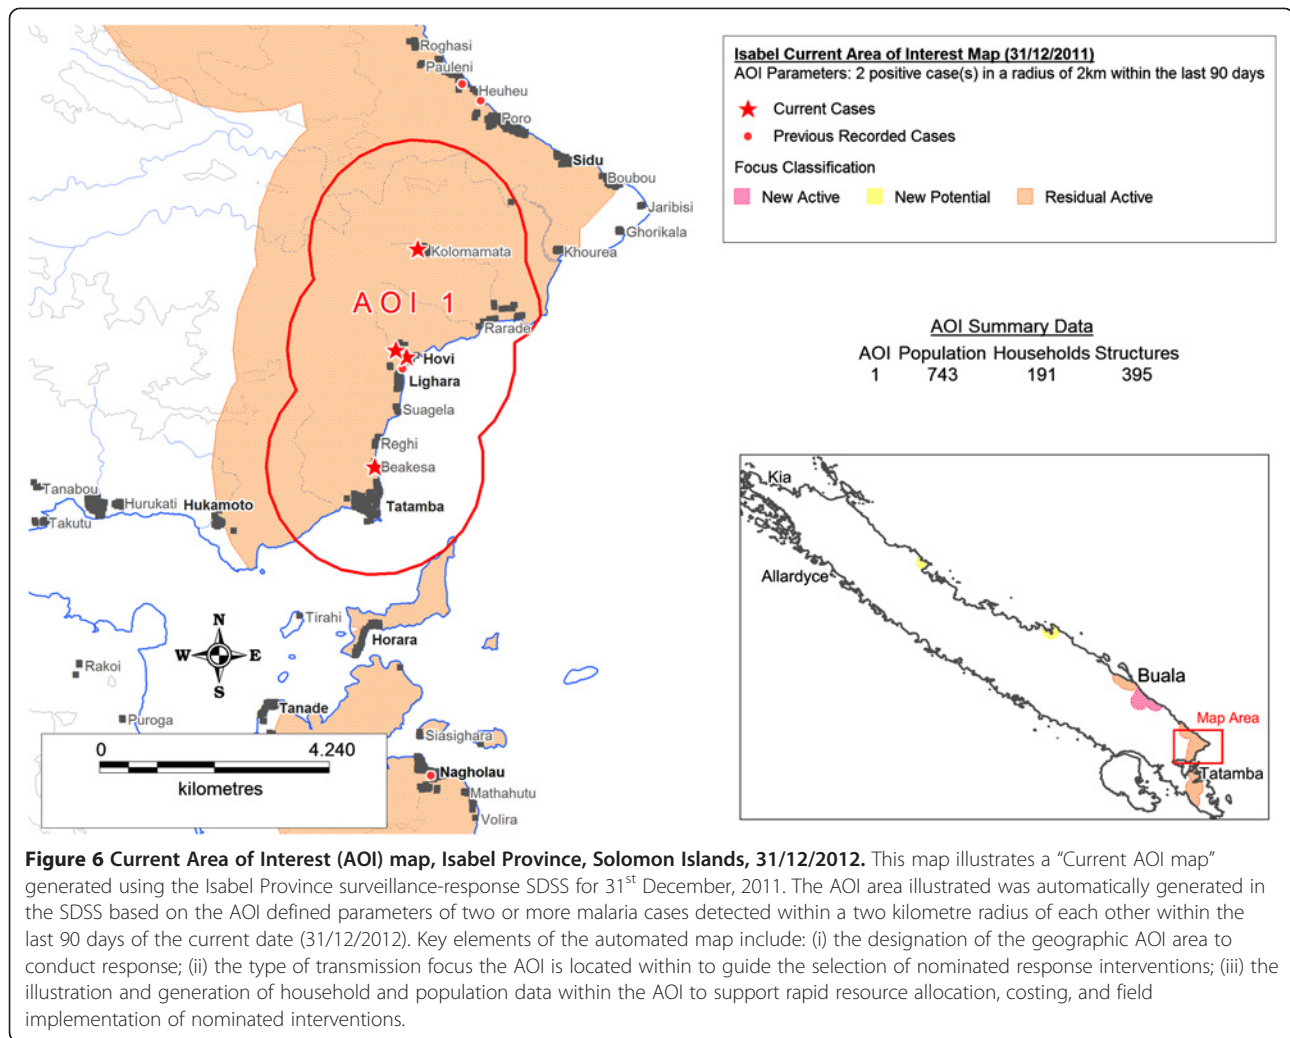 Roghasi
Pauleni
Heuheu
Poro
Sidu
Boubou
Jaribisi
Ghorikala
Khourea
Kolomamata
AOI 1
Rarade
Hovi
Lighara
Suagela
Reghi
Beakesa
Tatamba
Tanabou
Hurukati
Hukamoto
Takutu
Tirahi
Horara
N
W E
S
Rakoi
Puroga
Tanade
Siasighara
Nagholau
Mathahutu
Volira
0 4.240
kilometres
Isabel Current Area of Interest Map (31/12/2011)
AOI Parameters: 2 positive case(s) in a radius of 2km within the last 90 days
Current Cases
Previous Recorded Cases
Focus Classification
New Active New Potential Residual Active
AOI Summary Data
AOI Population Households Structures
1 743 191 395
Kia
Allardyce
Buala
Map Area
Tatamba
Figure 6 Current Area of Interest (AOI) map, Isabel Province, Solomon Islands, 31/12/2012. This map illustrates a “Current AOI map”
generated using the Isabel Province surveillance-response SDSS for 31st December, 2011. The AOI area illustrated was automatically generated in
the SDSS based on the AOI defined parameters of two or more malaria cases detected within a two kilometre radius of each other within the
last 90 days of the current date (31/12/2012). Key elements of the automated map include: (i) the designation of the geographic AOI area to
conduct response; (ii) the type of transmission focus the AOI is located within to guide the selection of nominated response interventions; (iii) the
illustration and generation of household and population data within the AOI to support rapid resource allocation, costing, and field
implementation of nominated interventions.